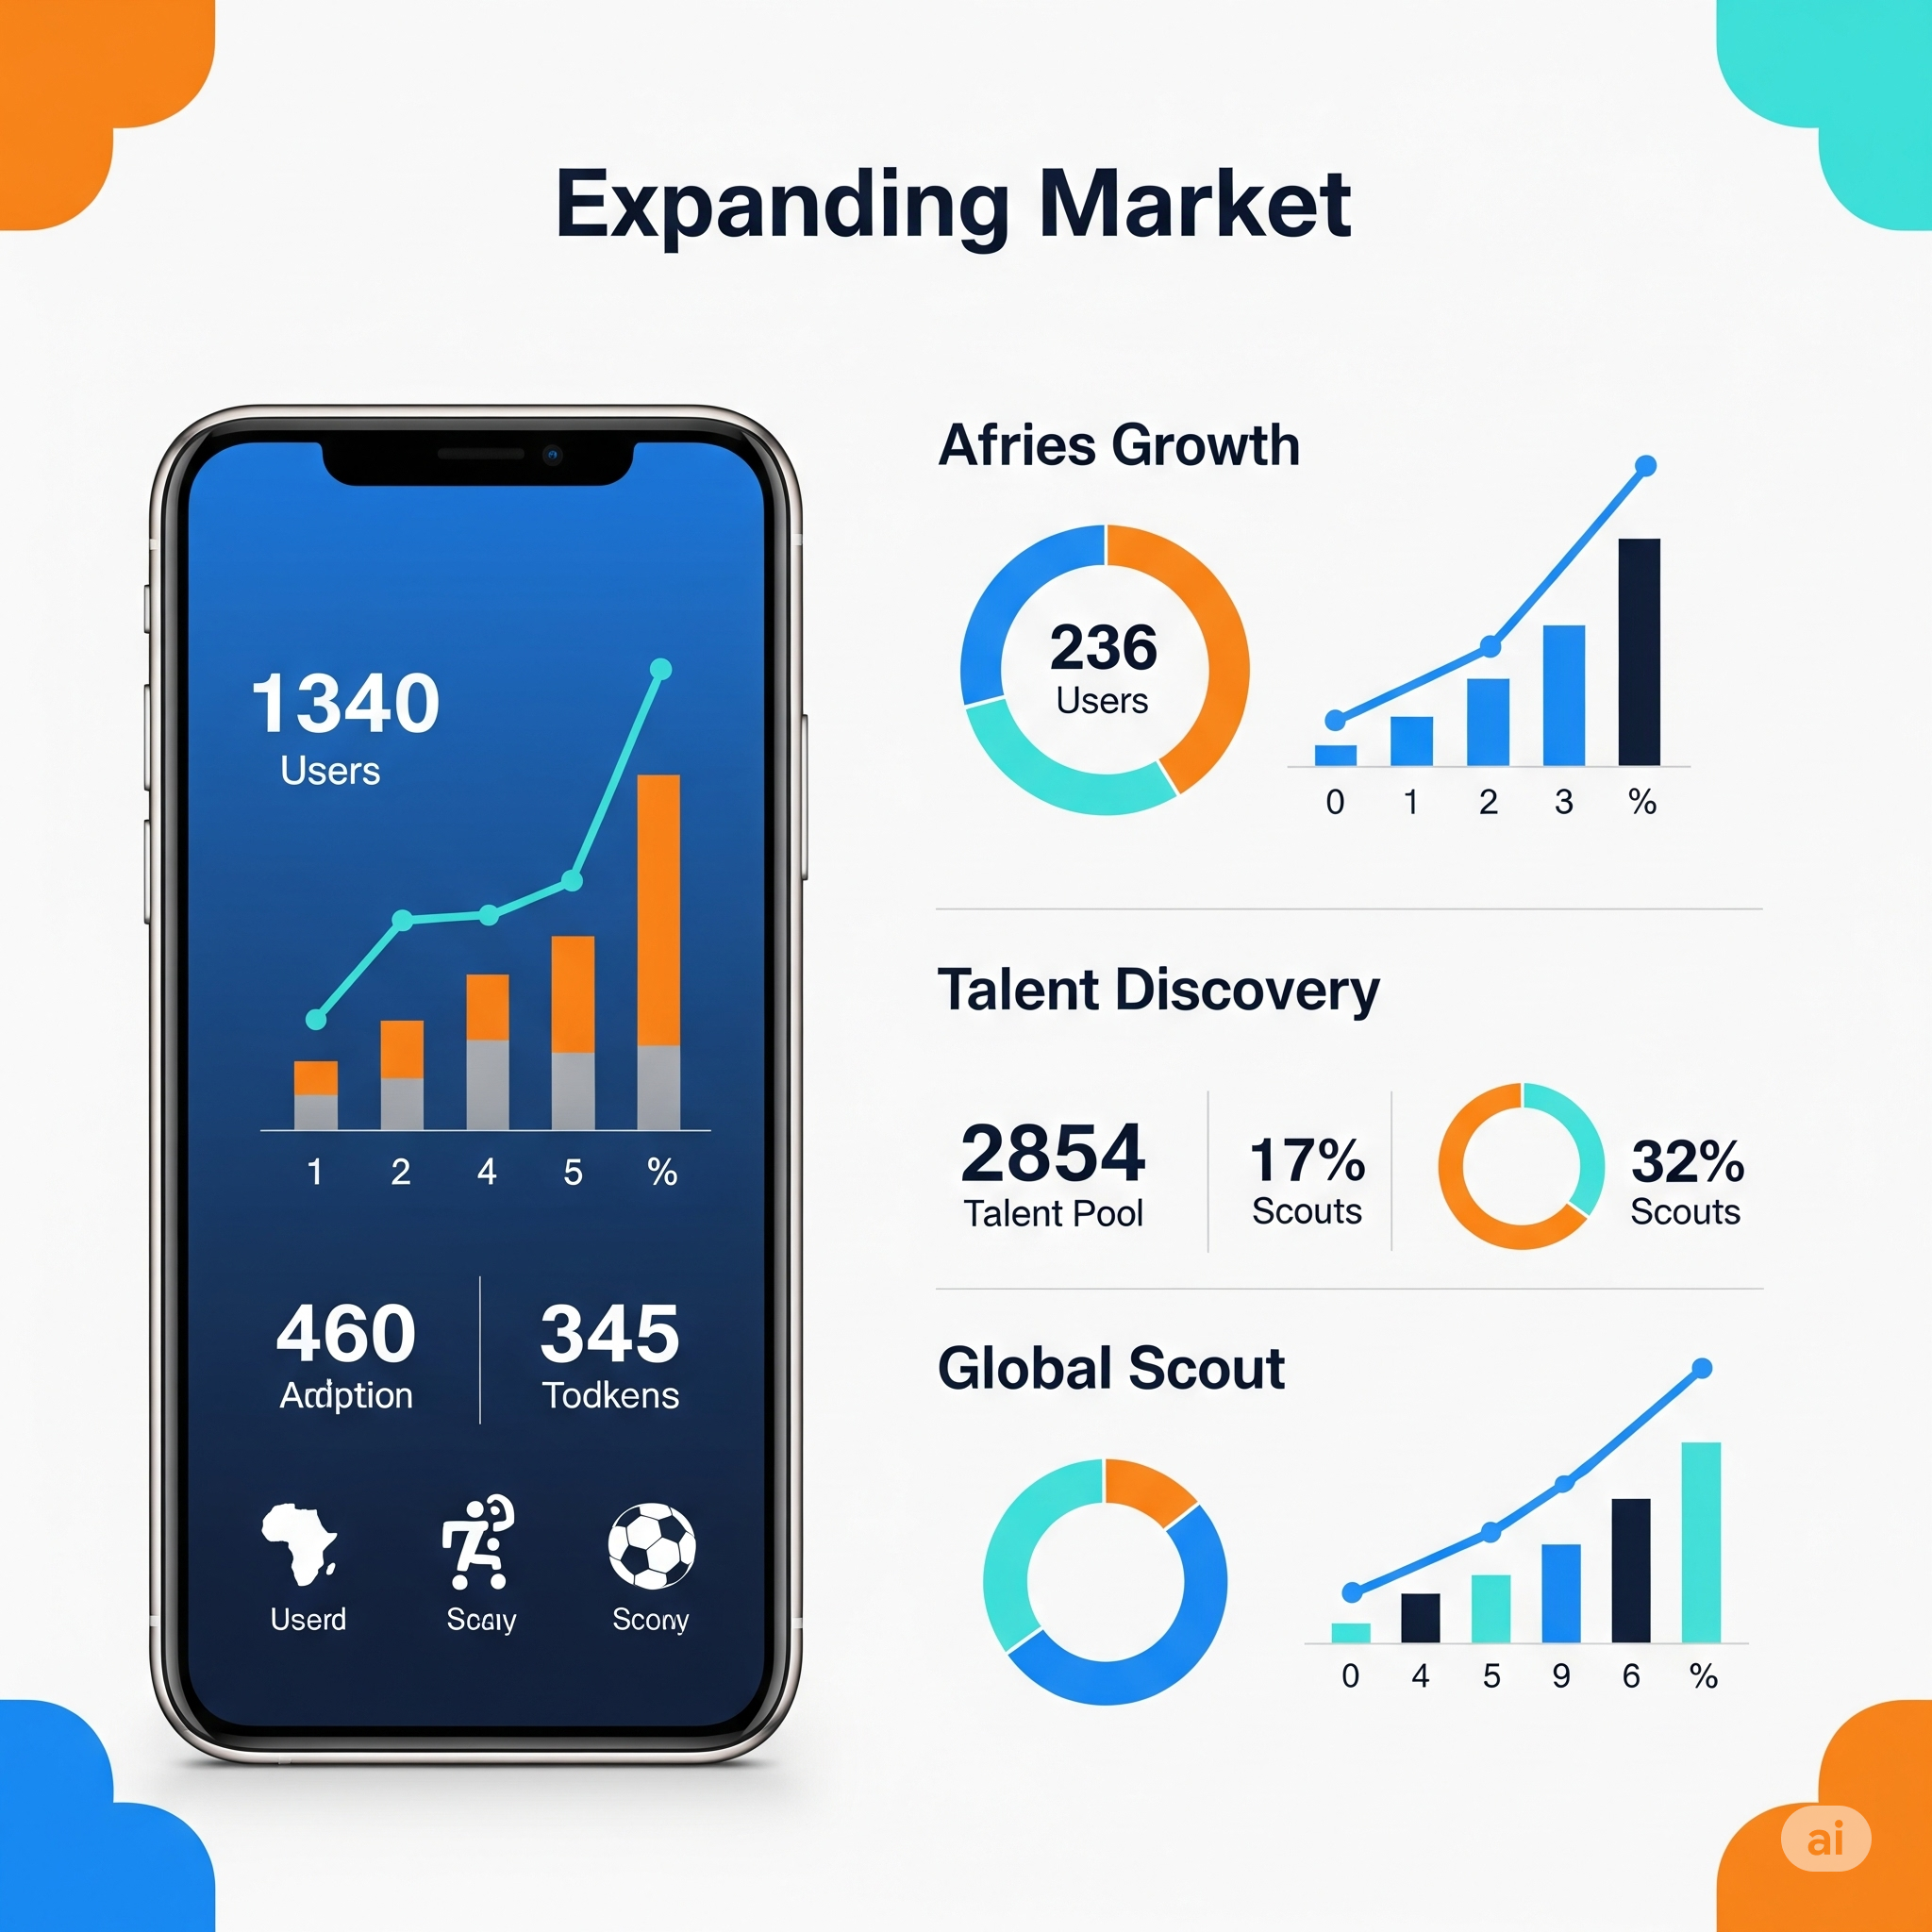 Expanding Market
1340
Users
1 2 4 5 %
460
345
Todkens
Userd
Scony
Afries Growth
236
Users
0 1 2 3 %
Talent Discovery
2854
Talent Pool
17%
Scouts
32%
Scouts
Global Scout
0 4 5 9 6 %
ai